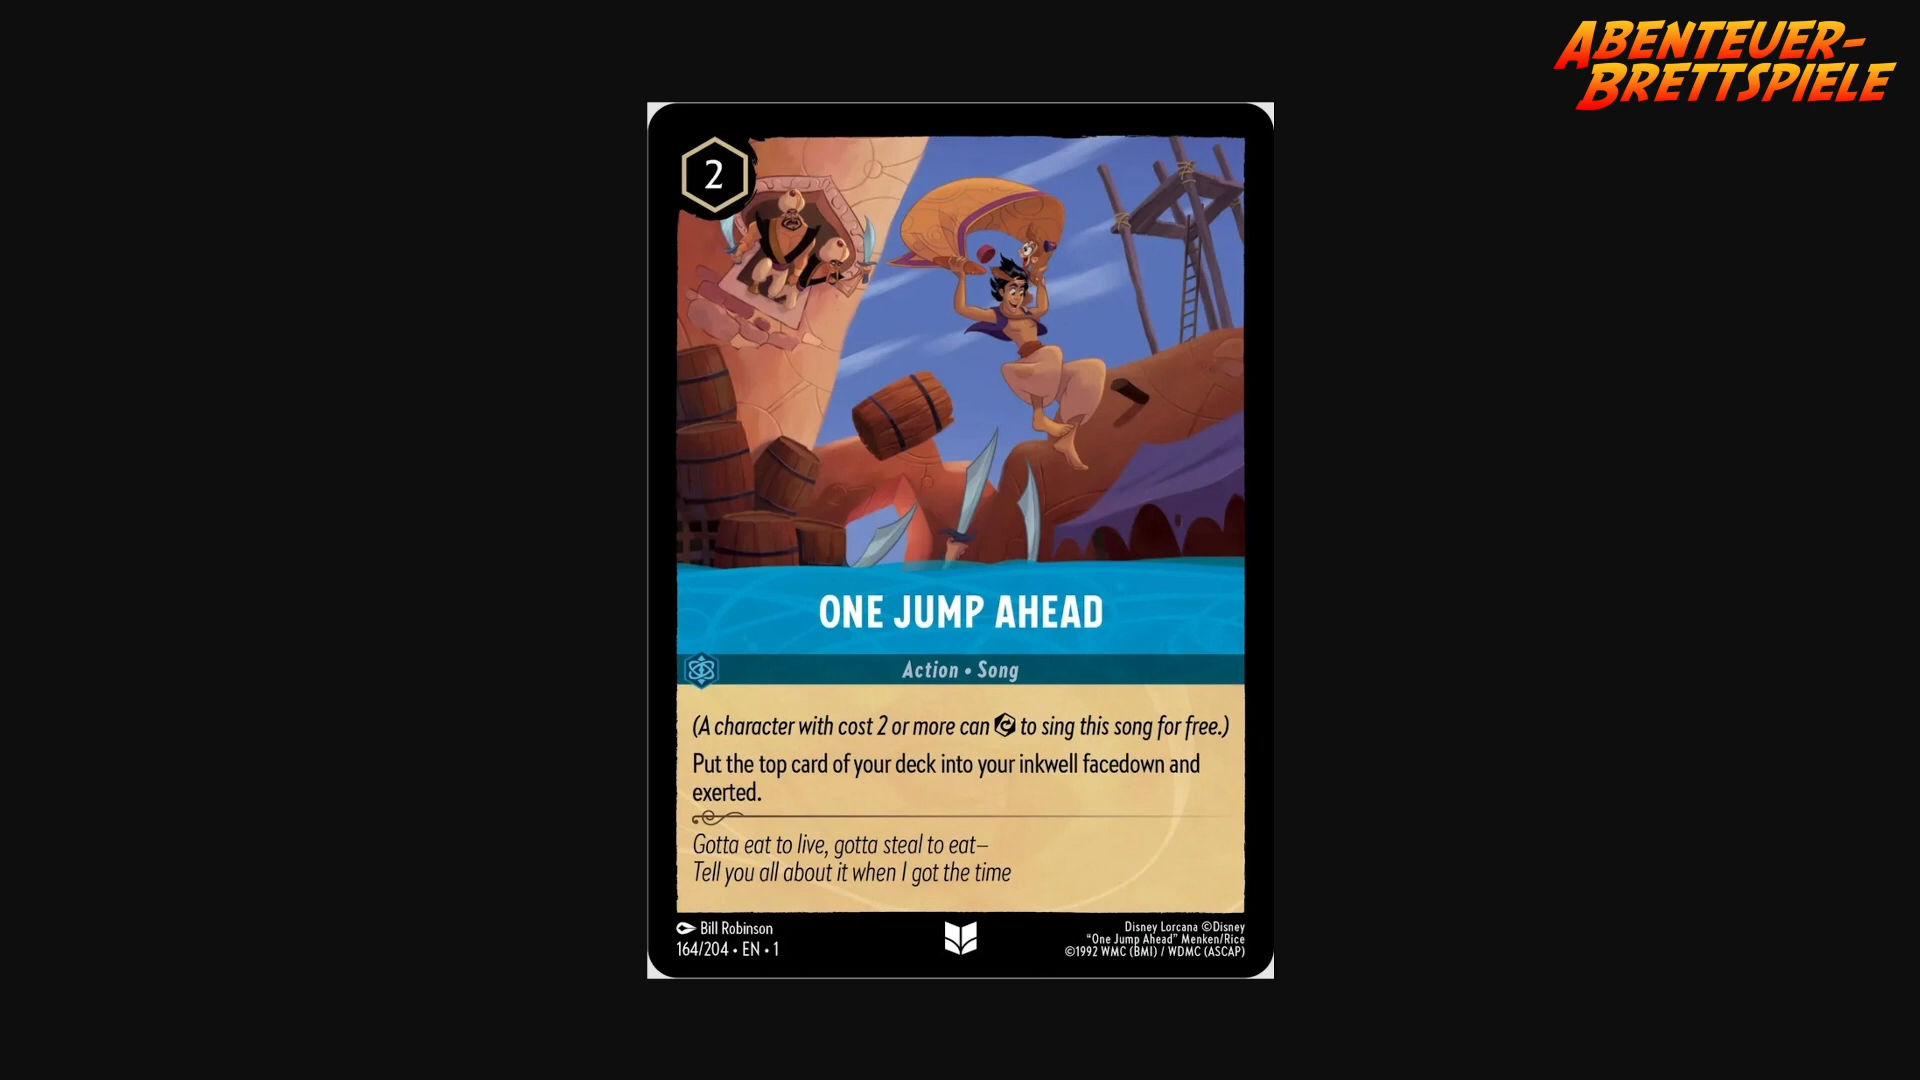 ABENTEUER-
BRETTSPIELE
2
ONE JUMP AHEAD
Action • Song
(A character with cost 2 or more can to sing this song for free.)
Put the top card of your deck into your inkwell facedown and
exerted.
Gotta eat to live, gotta steal to eat–
Tell you all about it when I got the time
Bill Robinson
164/204 • EN • 1
Disney Lorcana ©Disney
“One Jump Ahead” Menken/Rice
©1992 WMC (BMI) / WDMC (ASCAP)